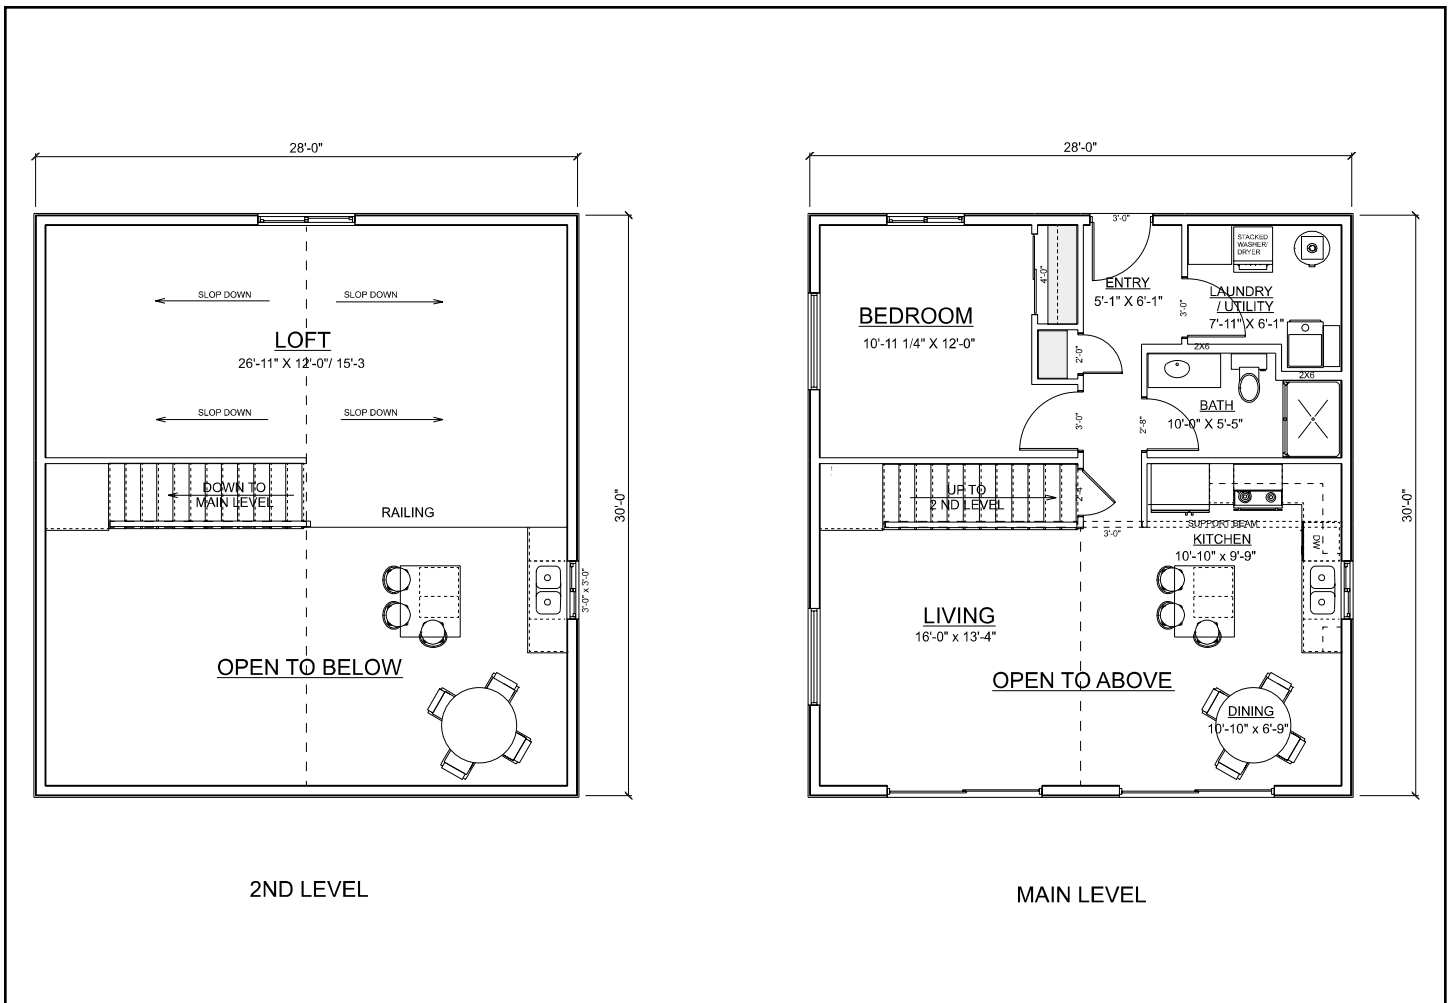 28'-0"
SLOP DOWN
SLOP DOWN
LOFT
26'-11" X 12'-0"/ 15'-3
SLOP DOWN
SLOP DOWN
DOWN TO
MAIN LEVEL
RAILING
30'-0"
3'-0" x 3'-0"
OPEN TO BELOW
2ND LEVEL
28'-0"
3'-0"
STACKED
WASHER/
DRYER
4'-0"
ENTRY
5'-1" X 6'-1"
3'-0"
LAUNDRY
/ UTILITY
7'-11" X 6'-1"
BEDROOM
10'-11 1/4" X 12'-0"
2'-0"
2X6
2X6
BATH
10'-0" X 5'-5"
3'-0"
2'-8"
UP TO
2 ND LEVEL
2'-4"
3'-0"
SUPPORT BEAM
KITCHEN
10'-10" x 9'-9"
DW
30'-0"
LIVING
16'-0" x 13'-4"
OPEN TO ABOVE
DINING
10'-10" x 6'-9"
MAIN LEVEL